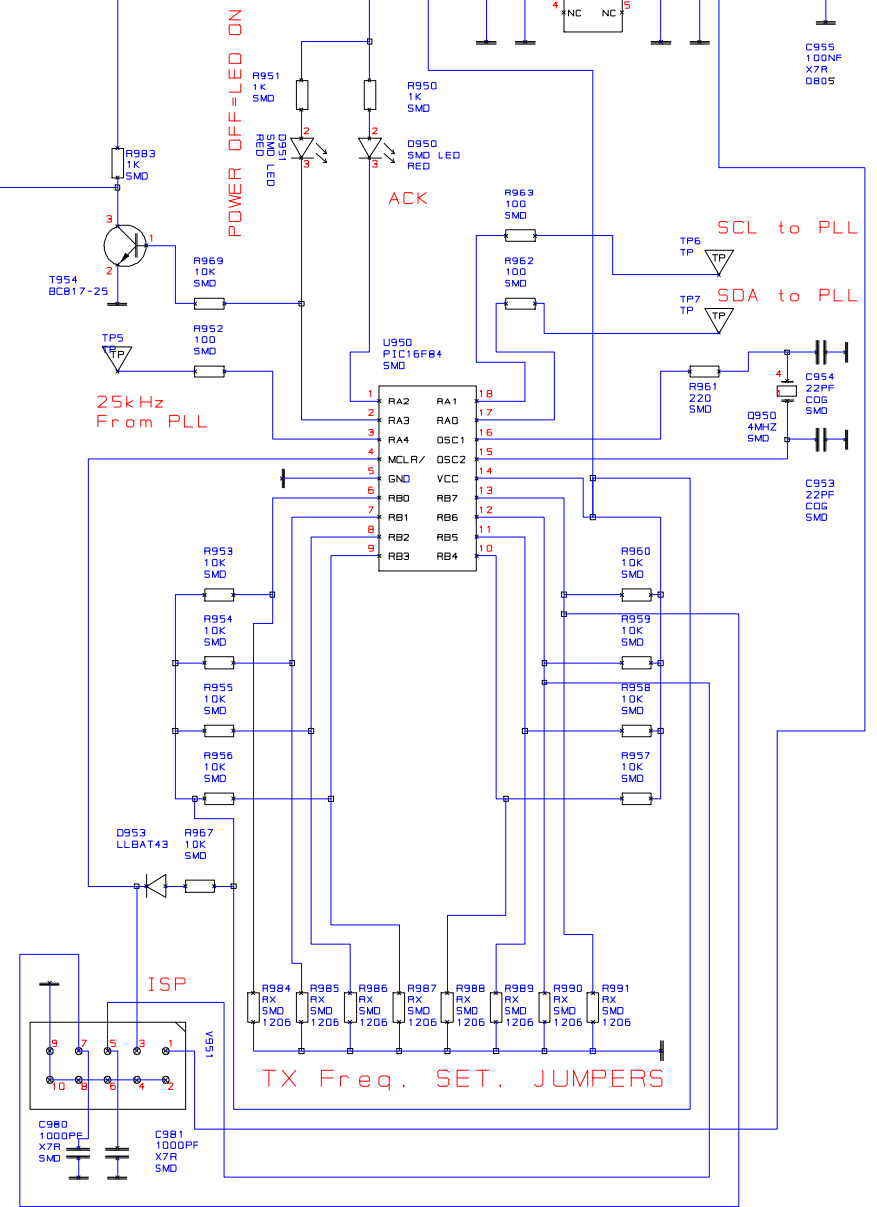 4 NC NC 5
C955
100NF
X7R
0805
POWER OFF=LED ON
R951
1K
SMD
R950
1K
SMD
2
3
D951
SMD LED
RED
2
3
D950
SMD LED
RED
ACK
R983
1K
SMD
3
1
2
T954
BC817-25
R969
10K
SMD
R952
100
SMD
TP5
TP
TP
25kHz
From PLL
R963
100
SMD
R962
100
SMD
SCL to PLL
TP6
TP
TP
SDA to PLL
TP7
TP
TP
R961
220
SMD
C954
22PF
COG
SMD
4
1
Q950
4MHZ
SMD
C953
22PF
COG
SMD
U950
PIC16F84
SMD
1 RA2 RA1 18
2 RA3 RA0 17
3 RA4 OSC1 16
4 MCLR/ OSC2 15
5 GND VCC 14
6 RB0 RB7 13
7 RB1 RB6 12
8 RB2 RB5 11
9 RB3 RB4 10
R953
10K
SMD
R954
10K
SMD
R955
10K
SMD
R956
10K
SMD
R960
10K
SMD
R959
10K
SMD
R958
10K
SMD
R957
10K
SMD
D953
LLBAT43
R967
10K
SMD
ISP
R984
RX
SMD
1206
R985
RX
SMD
1206
R986
RX
SMD
1206
R987
RX
SMD
1206
R988
RX
SMD
1206
R989
RX
SMD
1206
R990
RX
SMD
1206
R991
RX
SMD
1206
TX Freq. SET. JUMPERS
V951
9 7 5 3 1
10 8 6 4 2
C980
1000PF
X7R
SMD
C981
1000PF
X7R
SMD